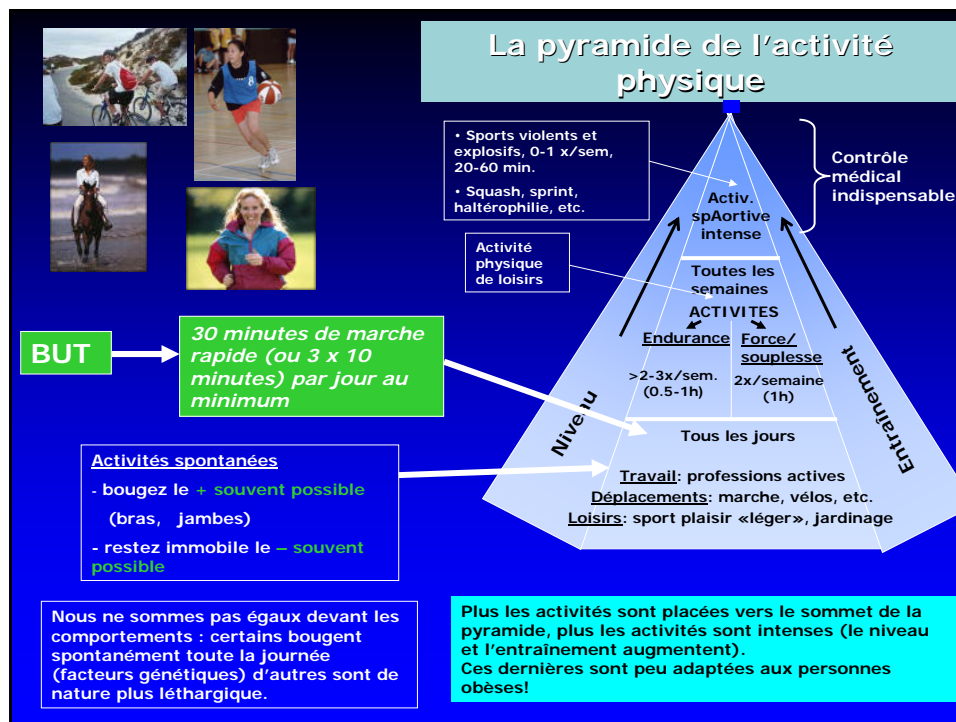 La pyramide de l'activité
physique
• Sports violents et
explosifs, 0-1 x/sem,
20-60 min.
• Squash, sprint,
haltérophilie, etc.
Contrôle
médical
indispensable
Activ.
spAortive
intense
Activité
physique
de loisirs
Toutes les
semaines
ACTIVITES
Endurance
Force/
souplesse
>2-3x/sem.
(0.5-1h)
2x/semaine
(1h)
Niveau
Entraînement
BUT
30 minutes de marche
rapide (ou 3 x 10
minutes) par jour au
minimum
Tous les jours
Travail: professions actives
Déplacements: marche, vélos, etc.
Loisirs: sport plaisir «léger», jardinage
Activités spontanées
- bougez le + souvent possible
(bras, jambes)
- restez immobile le – souvent
possible
Nous ne sommes pas égaux devant les
comportements : certains bougent
spontanément toute la journée
(facteurs génétiques) d'autres sont de
nature plus léthargique.
Plus les activités sont placées vers le sommet de la
pyramide, plus les activités sont intenses (le niveau
et l'entraînement augmentent).
Ces dernières sont peu adaptées aux personnes
obèses!
8